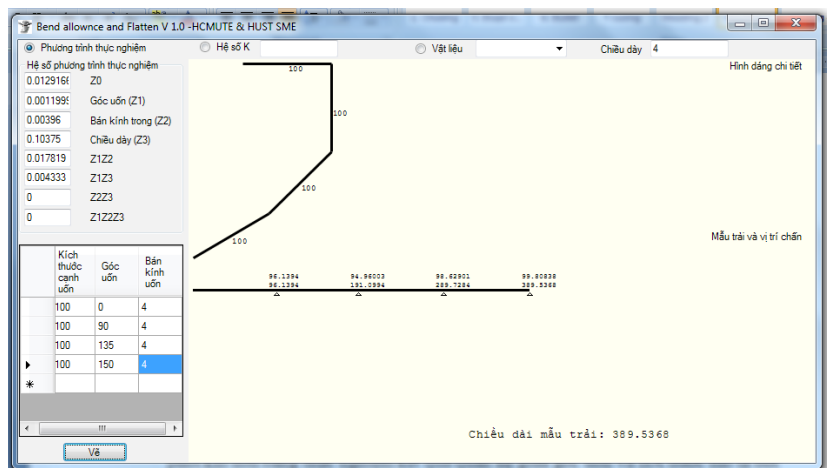 Bend allownce and Flatten V 1.0 -HCMUTE & HUST SME
Phương trình thực nghiệm
Hệ số K
Vật liệu
Chiều dày 4
Hệ số phương trình thực nghiệm
0.0129166 Z0
0.0011999 Góc uốn (Z1)
0.00396 Bán kính trong (Z2)
0.10375 Chiều dày (Z3)
0.017819 Z1Z2
0.004333 Z1Z3
0 Z2Z3
0 Z1Z2Z3
Kích thước cạnh uốn Góc uốn Bán kính uốn
100 0 4
100 90 4
100 135 4
100 150 4
Vẽ
Hình dáng chi tiết
100
100
100
100
Mẫu trải và vị trí chấn
96.1394 94.96003 98.62901 99.80838
96.1394 191.0994 289.7284 389.5368
Chiều dài mẫu trải: 389.5368